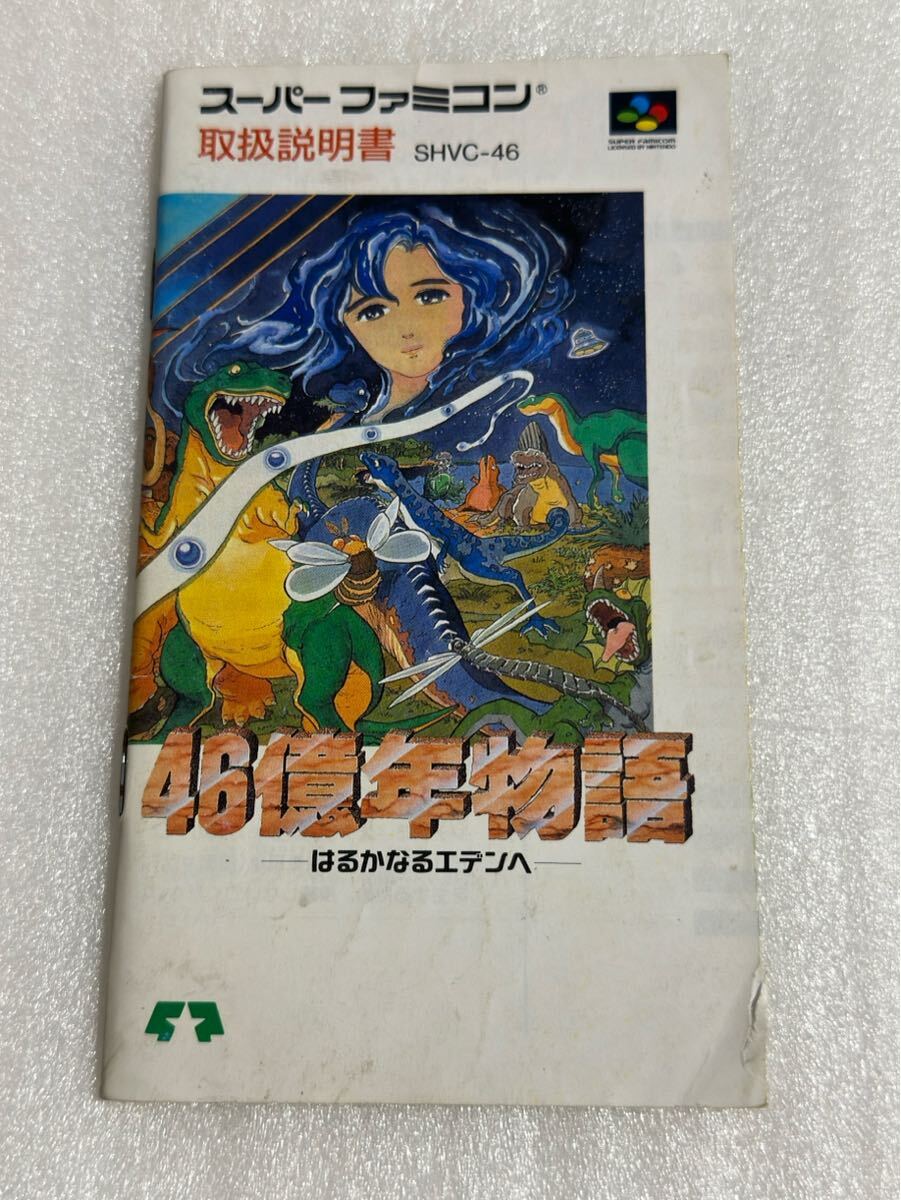 スーパーファミコン®
取扱説明書 SHVC-46
SUPER FAMICOM
LICENSED BY NINTENDO
46億年物語
はるかなるエデンへ